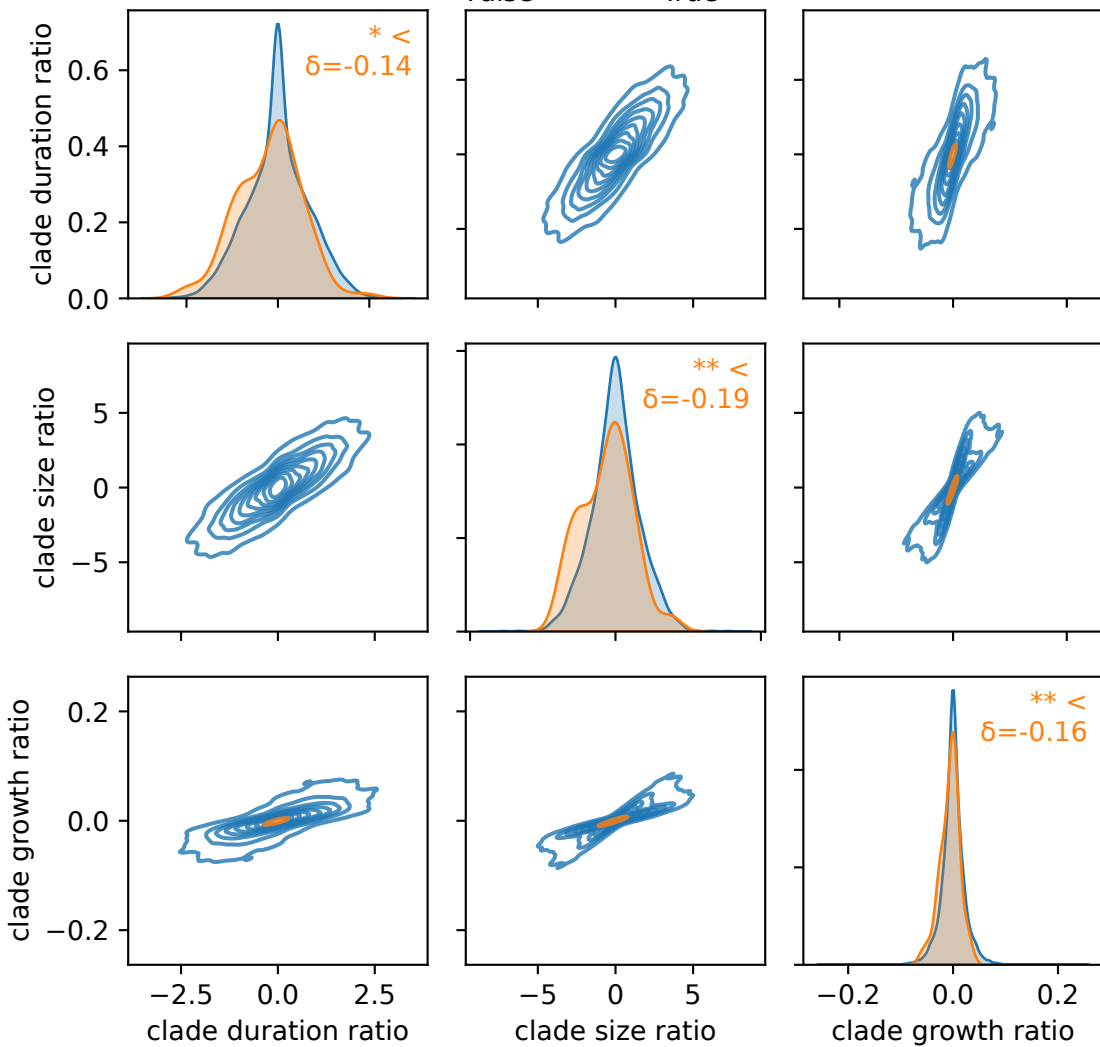 clade duration ratio
0.6
0.4
0.2
0.0
* <
δ=-0.14
clade size ratio
5
0
−5
** <
δ=-0.19
clade growth ratio
0.2
0.0
−0.2
** <
δ=-0.16
−2.5 0.0 2.5
−5 0 5
−0.2 0.0 0.2
clade duration ratio
clade size ratio
clade growth ratio